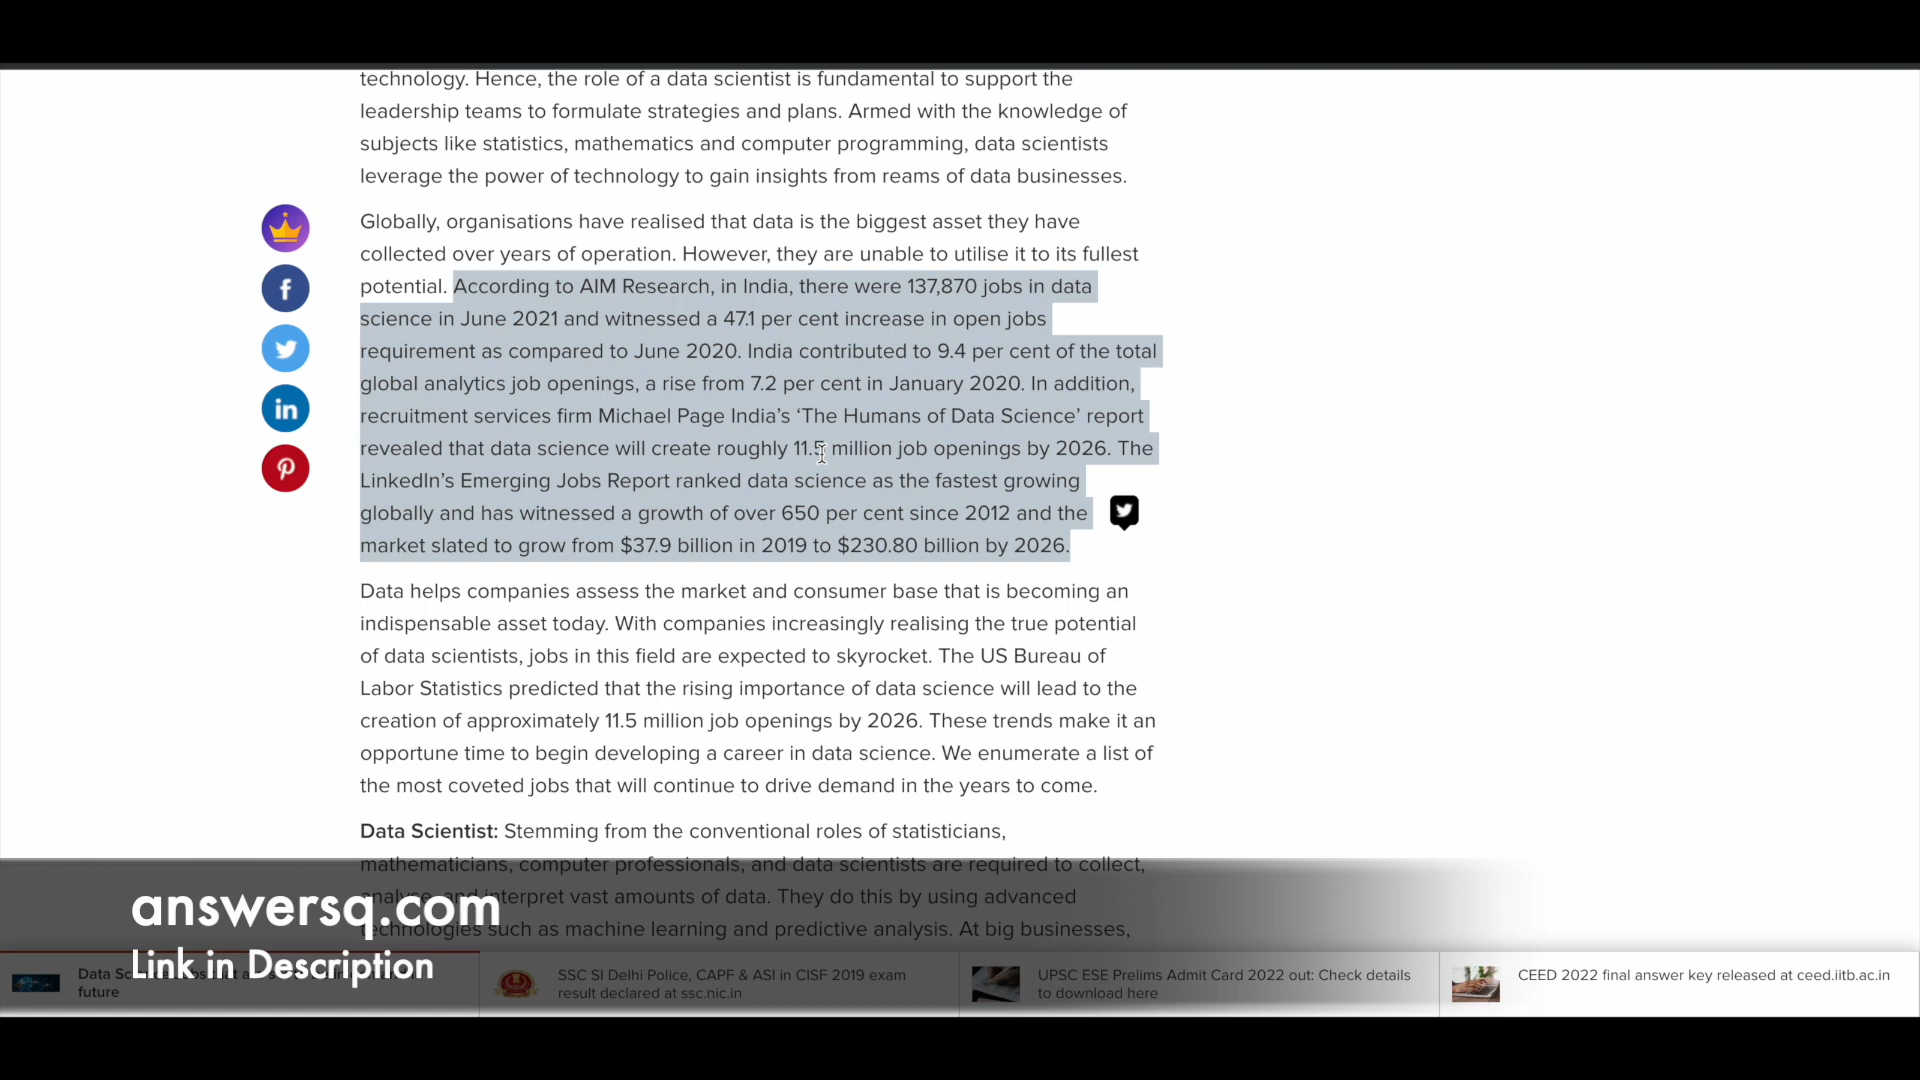 technology. Hence, the role of a data scientist is fundamental to support the
leadership teams to formulate strategies and plans. Armed with the knowledge of
subjects like statistics, mathematics and computer programming, data scientists
leverage the power of technology to gain insights from reams of data businesses.
Globally, organisations have realised that data is the biggest asset they have
collected over years of operation. However, they are unable to utilise it to its fullest
potential. According to AIM Research, in India, there were 137,870 jobs in data
science in June 2021 and witnessed a 47.1 per cent increase in open jobs
requirement as compared to June 2020. India contributed to 9.4 per cent of the total
global analytics job openings, a rise from 7.2 per cent in January 2020. In addition,
recruitment services firm Michael Page India’s ‘The Humans of Data Science’ report
revealed that data science will create roughly 11.5 million job openings by 2026. The
LinkedIn’s Emerging Jobs Report ranked data science as the fastest growing
globally and has witnessed a growth of over 650 per cent since 2012 and the
market slated to grow from $37.9 billion in 2019 to $230.80 billion by 2026.
Data helps companies assess the market and consumer base that is becoming an
indispensable asset today. With companies increasingly realising the true potential
of data scientists, jobs in this field are expected to skyrocket. The US Bureau of
Labor Statistics predicted that the rising importance of data science will lead to the
creation of approximately 11.5 million job openings by 2026. These trends make it an
opportune time to begin developing a career in data science. We enumerate a list of
the most coveted jobs that will continue to drive demand in the years to come.
Data Scientist: Stemming from the conventional roles of statisticians,
mathematicians, computer professionals, and data scientists are required to collect,
analyse, and interpret vast amounts of data. They do this by using advanced
technologies such as machine learning and predictive analysis. At big businesses,
answersq.com
Link in Description
Data
future
SSC SI Delhi Police, CAPF & ASI in CISF 2019 exam
result declared at ssc.nic.in
UPSC ESE Prelims Admit Card 2022 out: Check details
to download here
CEED 2022 final answer key released at ceed.iitb.ac.in